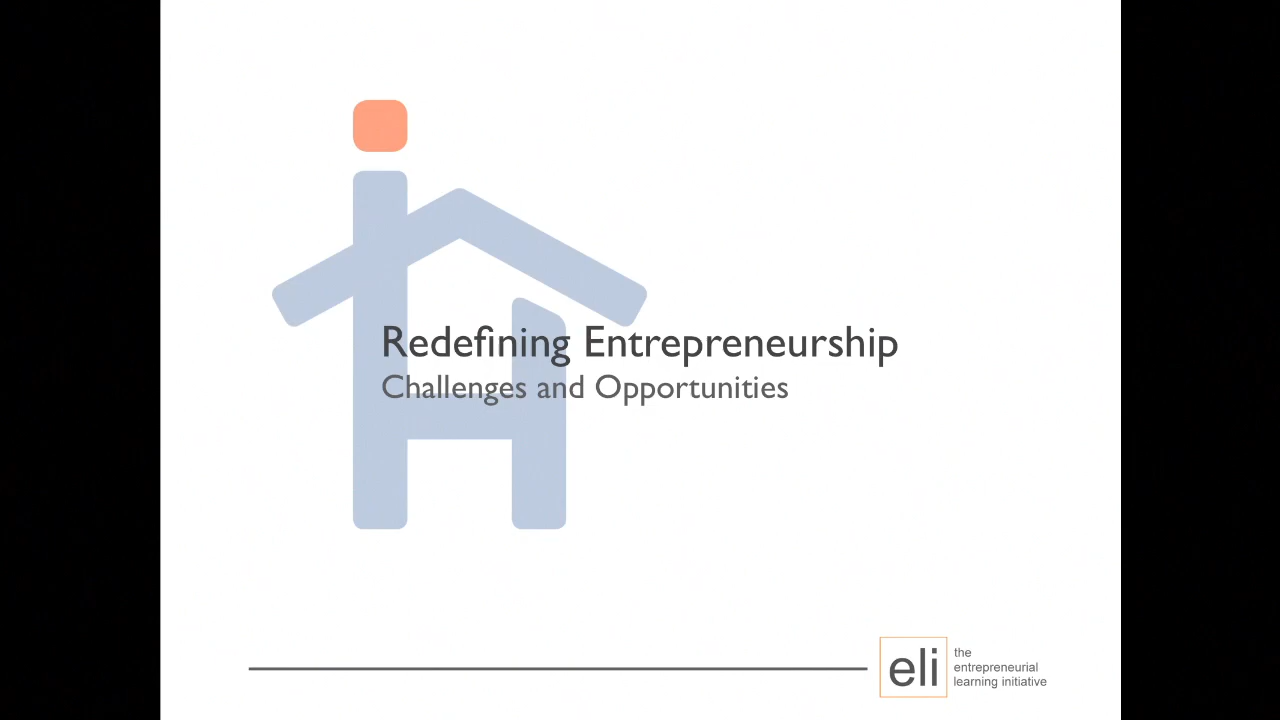 Redefining Entrepreneurship
Challenges and Opportunities
eli
the
entrepreneurial
learning initiative